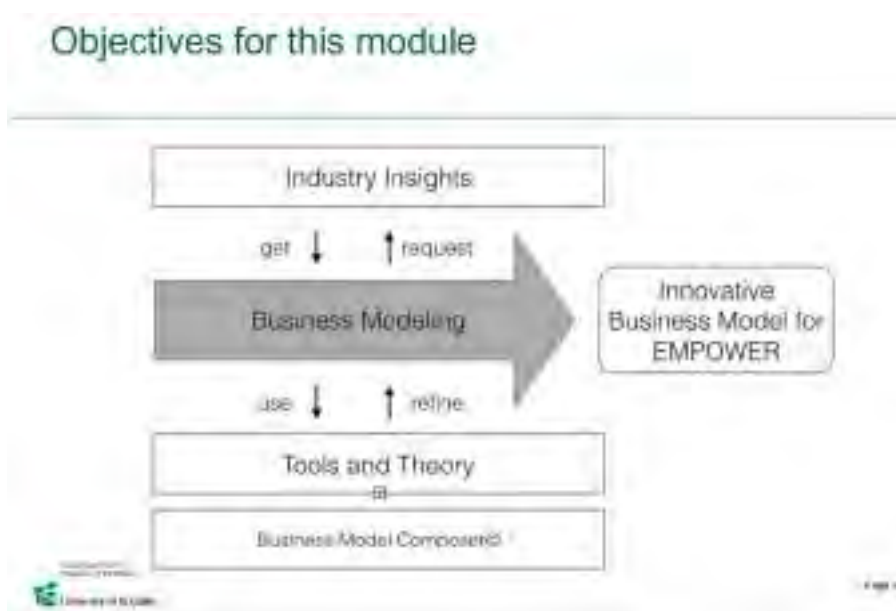 Objectives for this module
Industry Insights
get
request
Business Modeling
Innovative
Business Model for
EMPOWER
use
refine
Tools and Theory
Business Model Composer©